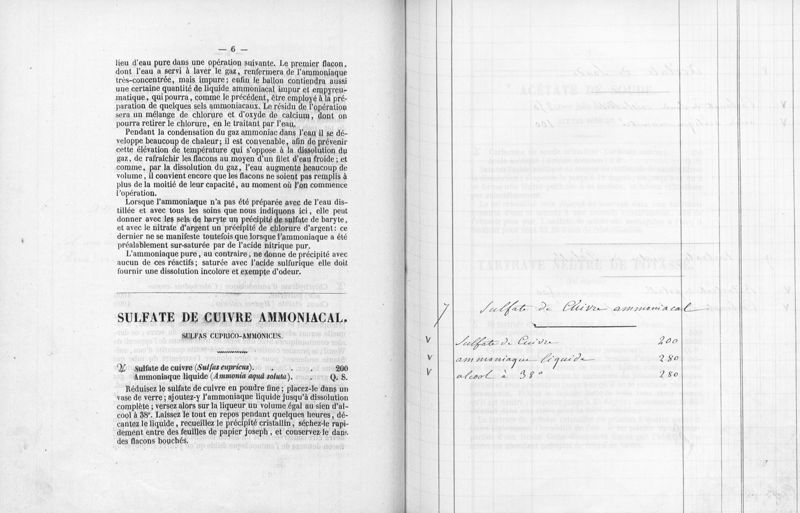 — 6 —
lieu d'eau pure dans une opération suivante. Le premier flacon,
dont l'eau a servi à laver le gaz, renfermera de l'ammoniaque
très-concentrée, mais impure; enfin le ballon contiendra aussi
une certaine quantité de liquide ammoniacal impur et empyreu-
matique, qui pourra, comme le précédent, être employé à la pré-
paration de quelques sels ammoniacaux. Le résidu de l'opération
sera un mélange de chlorure et d'oxyde de calcium, dont on
pourra retirer le chlorure, en le traitant par l'eau.
Pendant la condensation du gaz ammoniac dans l'eau il se dé-
veloppe beaucoup de chaleur; il est convenable, afin de prévenir
cette élévation de température qui s'oppose à la dissolution du
gaz, de rafraîchir les flacons au moyen d'un filet d'eau froide; et
comme, par la dissolution du gaz, l'eau augmente beaucoup de
volume, il convient encore que les flacons ne soient pas remplis à
plus de la moitié de leur capacité, au moment où l'on commence
l'opération.
Lorsque l'ammoniaque n'a pas été préparée avec de l'eau dis-
tillée et avec tous les soins que nous indiquons ici, elle peut
donner avec les sels de baryte un précipité de sulfate de baryte,
et avec le nitrate d'argent un précipité de chlorure d'argent: ce
dernier ne se manifeste toutefois que lorsque l'ammoniaque a été
préalablement sur-saturée par de l'acide nitrique pur.
L'ammoniaque pure, au contraire, ne donne de précipité avec
aucun de ces réactifs; saturée avec l'acide sulfurique elle doit
fournir une dissolution incolore et exempte d'odeur.
SULFATE DE CUIVRE AMMONIACAL.
SULFAS CUPRICO-AMMONICUS.
Sulfate de cuivre (Sulfas cupricus). . . . 200
Ammoniaque liquide (Ammonia aquâ soluta). . Q. S.
Réduisez le sulfate de cuivre en poudre fine; placez-le dans un
vase de verre; ajoutez-y l'ammoniaque liquide jusqu'à dissolution
complète; versez alors sur la liqueur un volume égal au sien d'al-
cool à 38°. Laissez le tout en repos pendant quelques heures, dé-
cantez le liquide, recueillez le précipité cristallin, séchez-le rapi-
dement entre des feuilles de papier joseph, et conservez-le dans
des flacons bouchés.
7 Sulfate de Cuivre ammoniacal
v Sulfate de Cuivre 200
v ammoniaque liquide 280
v alcool à 38° 280